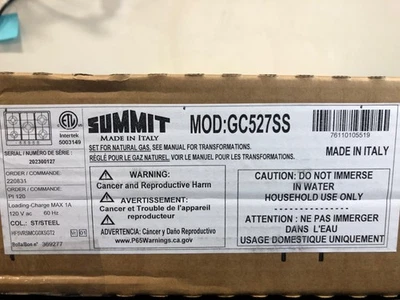 SUMMIT
MADE IN ITALY
MOD:GC527SS
Intertek
5003149
76110105519
SET FOR NATURAL GAS, SEE MANUAL FOR TRANSFORMATIONS.
RÉGLÉ POUR LE GAZ NATUREL. VOIR LE MANUEL POUR LES TRANSFORMATIONS.
MADE IN ITALY
SERIAL / NUMÉRO DE SÉRIE :
202300127
ORDER / COMMANDE
220831
ORDER / COMMANDE
PI 120
Loading-Charge MAX 1A
120 V ac 60 Hz
COL.: ST/STEEL
WARNING:
Cancer and Reproductive Harm
AVERTISSEMENT:
Cancer et Trouble de l'appareil
reproducteur
ADVERTENCIA: Cáncer y Daño Reproductivo
www.P65Warnings.ca.gov
CAUTION: DO NOT IMMERSE
IN WATER
HOUSEHOLD USE ONLY
ATTENTION : NE PAS IMMERGER
DANS L'EAU
USAGE DOMESTIQUE UNIQUEMENT
369277